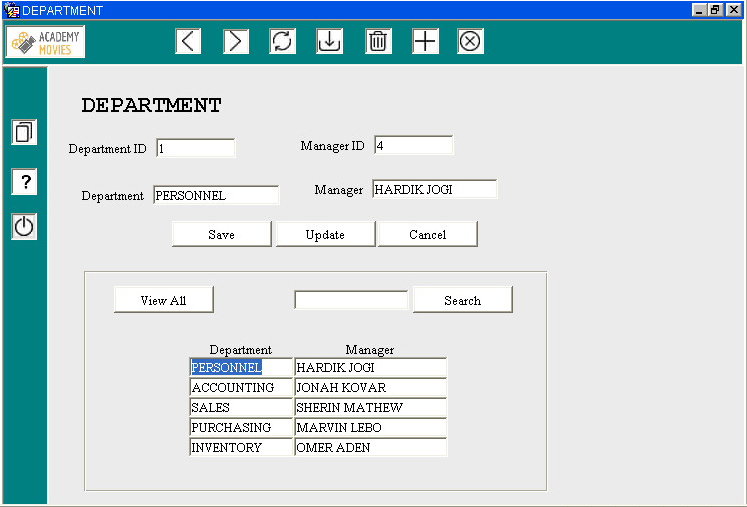 DEPARTMENT
ACADEMY
MOVIES
DEPARTMENT
Department ID 1 Manager ID 4
Department PERSONNEL Manager HARDIK JOGI
?
Save Update Cancel
View All Search
Department Manager
PERSONNEL HARDIK JOGI
ACCOUNTING JONAH KOVAR
SALES SHERIN MATHEW
PURCHASING MARVIN LEBO
INVENTORY OMER ADEN